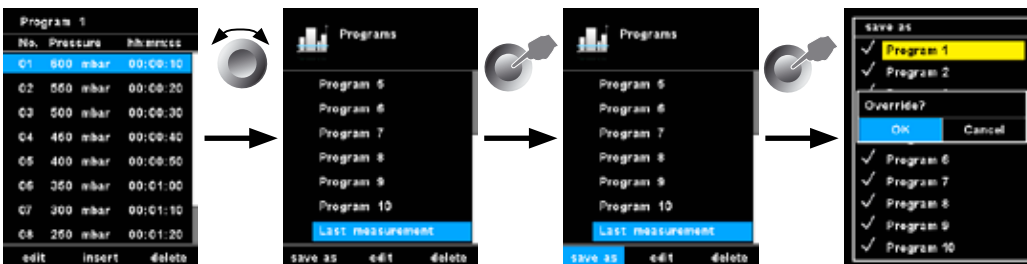 Program 1
No. Pressure hh:mm:ss
01 600 mbar 00:00:10
02 550 mbar 00:00:20
03 500 mbar 00:00:30
04 450 mbar 00:00:40
05 400 mbar 00:00:50
06 350 mbar 00:01:00
07 300 mbar 00:01:10
08 250 mbar 00:01:20
edit insert delete
Programs
Program 5
Program 6
Program 7
Program 8
Program 9
Program 10
Last measurement
save as edit delete
Programs
Program 5
Program 6
Program 7
Program 8
Program 9
Program 10
Last measurement
save as edit delete
save as
✓ Program 1
✓ Program 2
Override?
OK Cancel
✓ Program 6
✓ Program 7
✓ Program 8
✓ Program 9
✓ Program 10